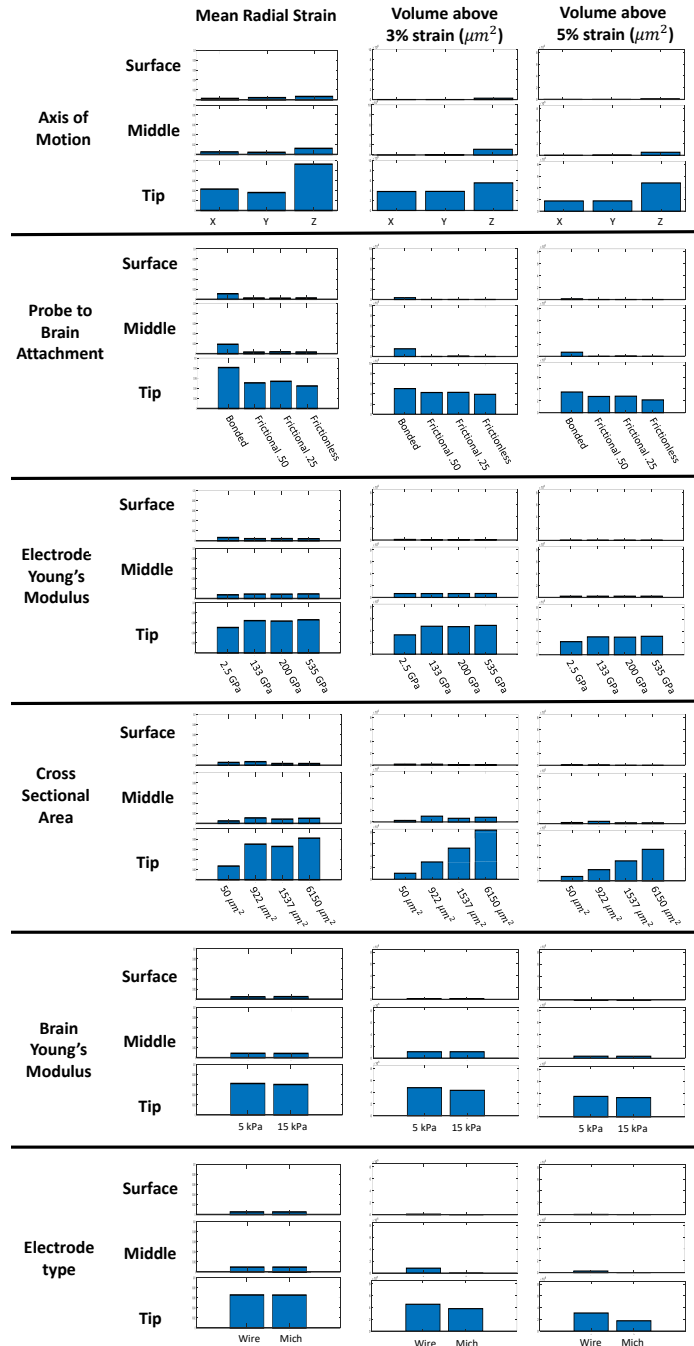 Mean Radial Strain
Volume above
3% strain (μm²)
Volume above
5% strain (μm²)
Axis of
Motion
Surface
Middle
Tip
X Y Z
X Y Z
X Y Z
Probe to
Brain
Attachment
Surface
Middle
Tip
Bonded Frictional .50 Frictional .25 Frictionless
Bonded Frictional .50 Frictional .25 Frictionless
Bonded Frictional .50 Frictional .25 Frictionless
Electrode
Young's
Modulus
Surface
Middle
Tip
2.5 GPa 133 GPa 200 GPa 535 GPa
2.5 GPa 133 GPa 200 GPa 535 GPa
2.5 GPa 133 GPa 200 GPa 535 GPa
Cross
Sectional
Area
Surface
Middle
Tip
50 μm² 922 μm² 1537 μm² 6150 μm²
50 μm² 922 μm² 1537 μm² 6150 μm²
50 μm² 922 μm² 1537 μm² 6150 μm²
Brain
Young's
Modulus
Surface
Middle
Tip
5 kPa 15 kPa
5 kPa 15 kPa
5 kPa 15 kPa
Electrode
type
Surface
Middle
Tip
Wire Mich
Wire Mich
Wire Mich